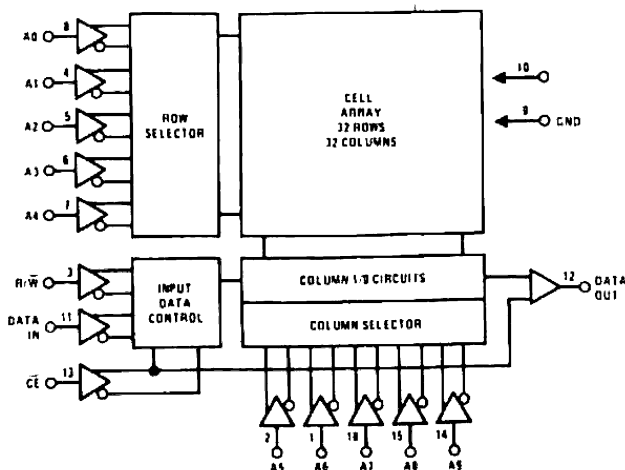 A0 8
A1 4
A2 5
A3 6
A4 7
ROW
SELECTOR
CELL
ARRAY
32 ROWS
32 COLUMNS
10
9 GND
R/W̅ 3
DATA
IN 11
C̅E̅ 13
INPUT
DATA
CONTROL
COLUMN I/O CIRCUITS
COLUMN SELECTOR
12 DATA
OUT
2 1 16 15 14
A5 A6 A7 A8 A9